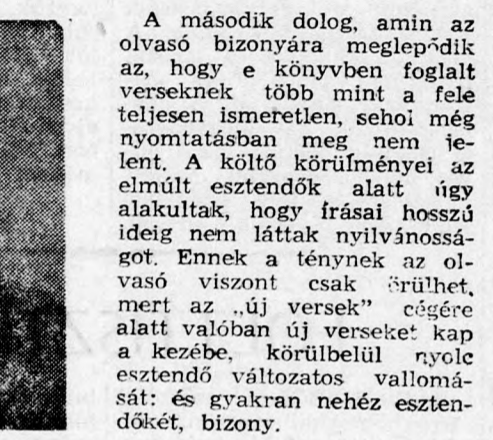 A második dolog, amin az
olvasó bizonyára meglepődik
az, hogy e könyvben foglalt
verseknek több mint a fele
teljesen ismeretlen, sehol még
nyomtatásban meg nem je-
lent. A költő körülményei az
elmúlt esztendők alatt úgy
alakultak, hogy írásai hosszú
ideig nem láttak nyilvánossá-
got. Ennek a ténynek az ol-
vasó viszont csak örülhet,
mert az „új versek” cégére
alatt valóban új verseket kap
a kezébe, körülbelül nyolc
esztendő változatos vallomá-
sát: és gyakran nehéz eszten-
dőkét, bizony.